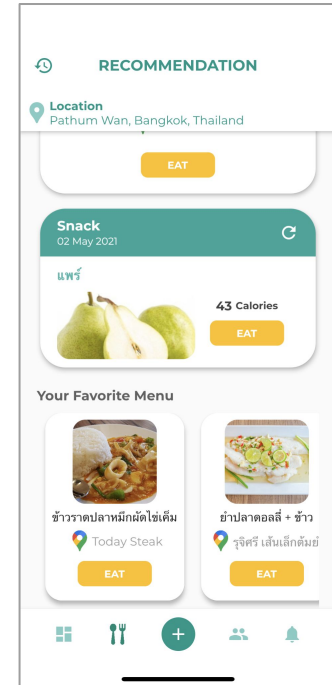 RECOMMENDATION
Location
Pathum Wan, Bangkok, Thailand
EAT
Snack
02 May 2021
แพร์
43 Calories
EAT
Your Favorite Menu
ข้าวราดปลาหมึกผัดไข่เค็ม
Today Steak
EAT
ยำปลาดอลลี่ + ข้าว
รุจิศรี เส้นเล็กต้มยำ
EAT